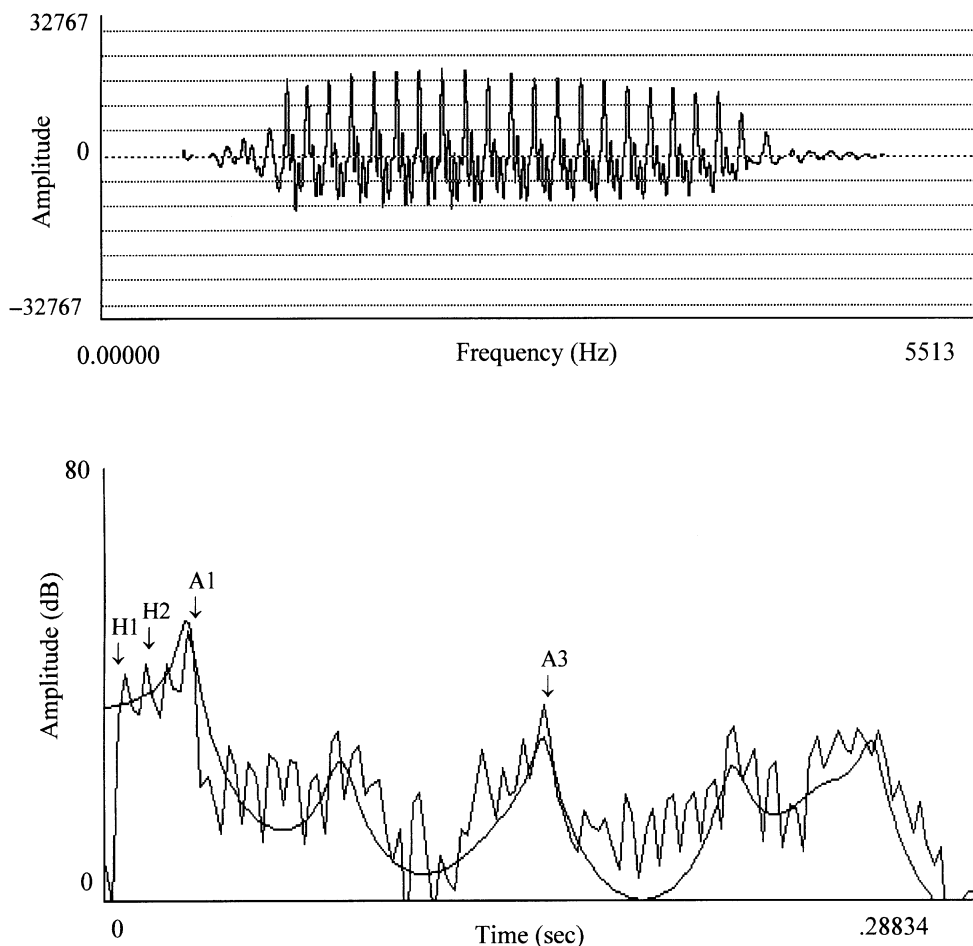 32767
Amplitude
0
−32767
0.00000 Frequency (Hz) 5513
80
Amplitude (dB)
H1
H2
A1
A3
0
0 Time (sec) .28834